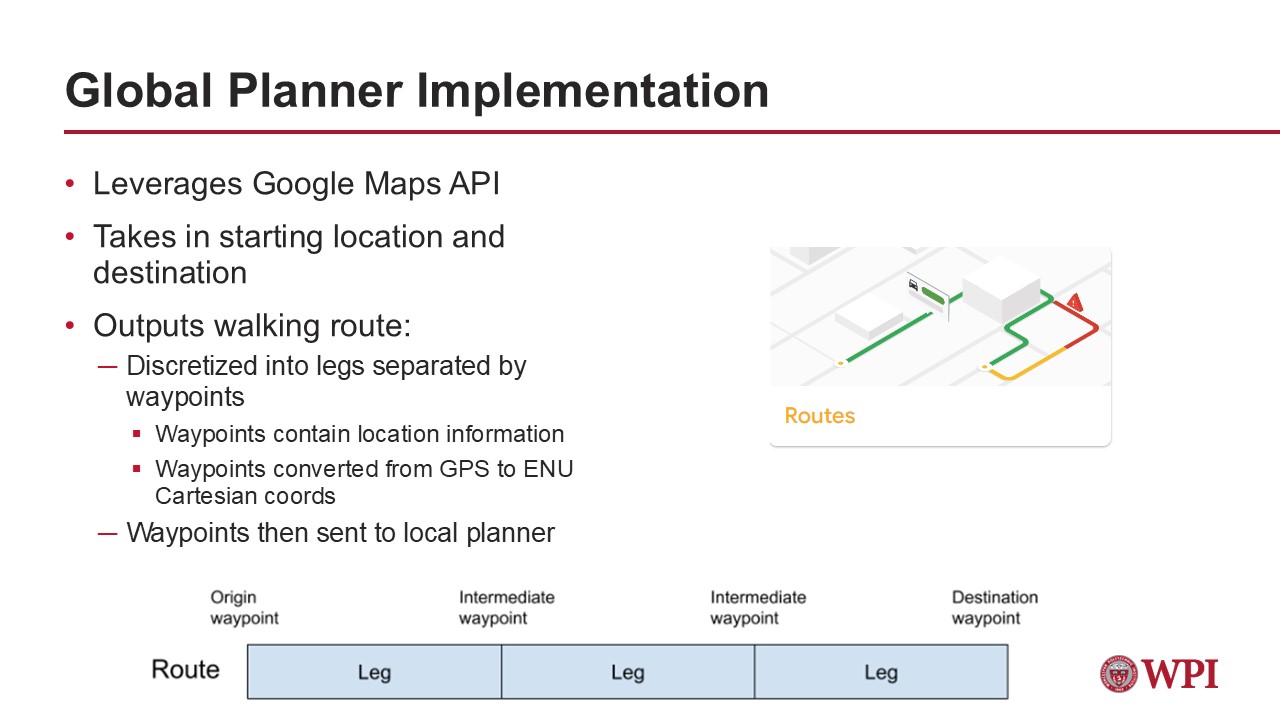 Global Planner Implementation
• Leverages Google Maps API
• Takes in starting location and
destination
• Outputs walking route:
— Discretized into legs separated by
waypoints
▪ Waypoints contain location information
▪ Waypoints converted from GPS to ENU
Cartesian coords
— Waypoints then sent to local planner
Routes
Origin
waypoint
Intermediate
waypoint
Intermediate
waypoint
Destination
waypoint
Route
Leg
Leg
Leg
WPI